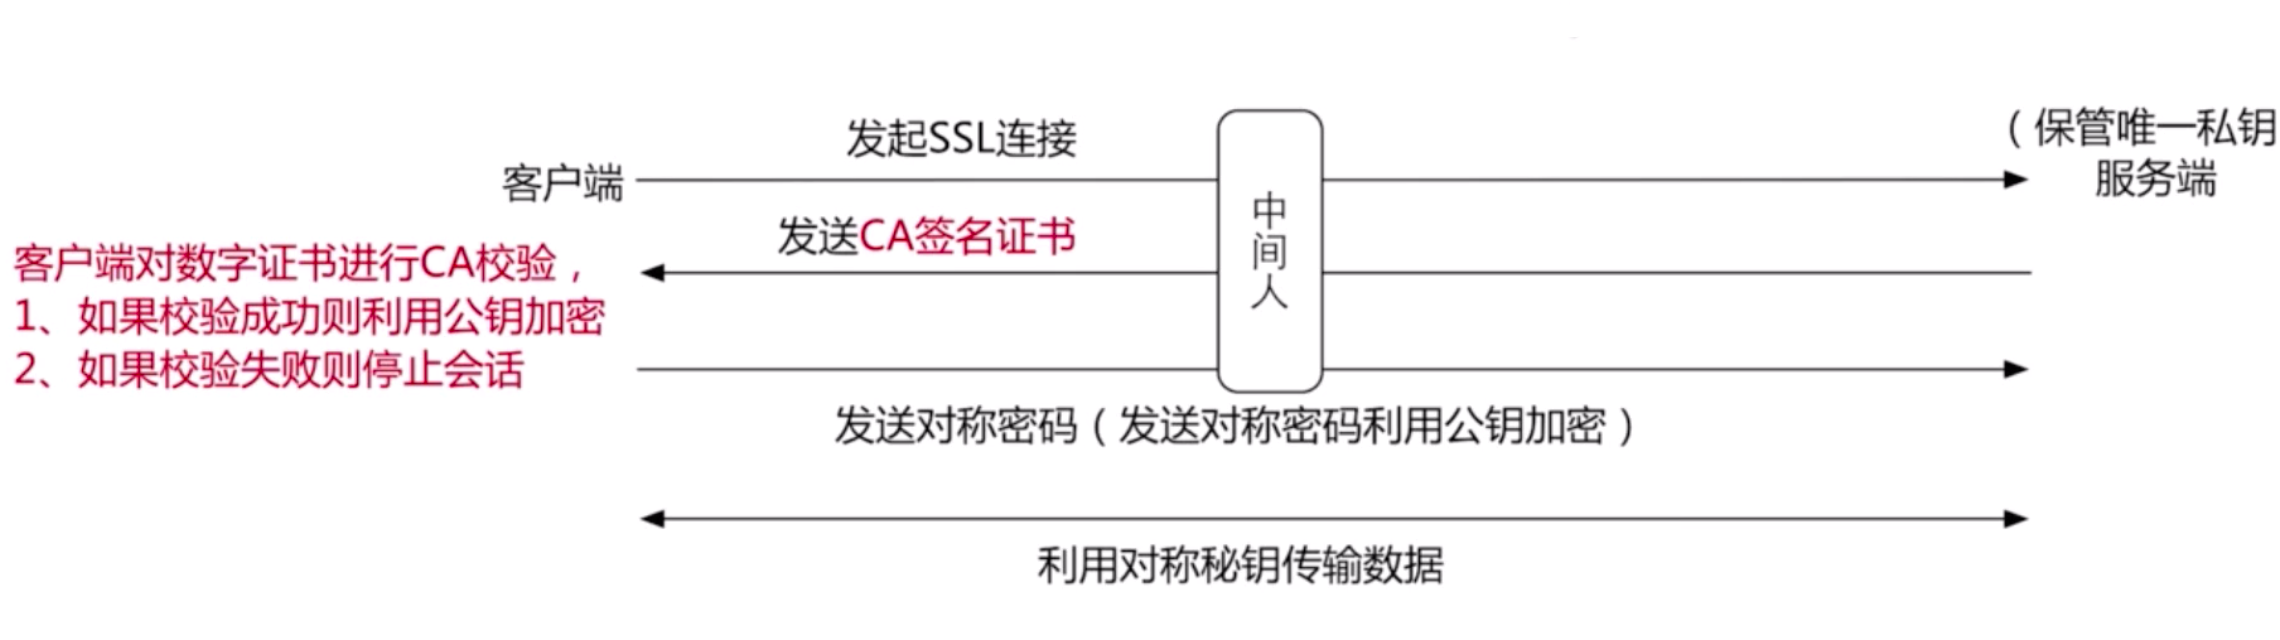 发起SSL连接
（保管唯一私钥
服务端
客户端
中
间
人
发送CA签名证书
客户端对数字证书进行CA校验，
1、如果校验成功则利用公钥加密
2、如果校验失败则停止会话
发送对称密码（发送对称密码利用公钥加密）
利用对称秘钥传输数据